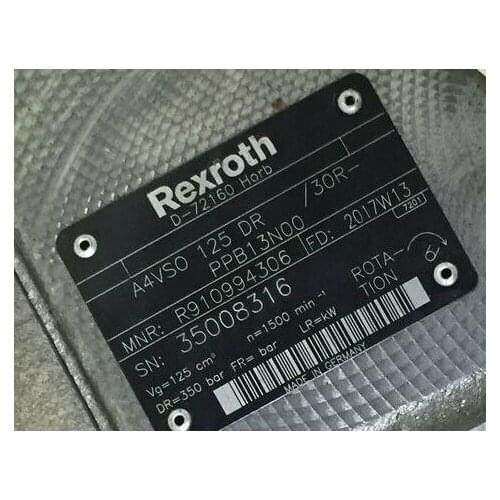 Rexroth
D-72160 Horb
A4VSO 125 DR /30R-
PPB13N00
MNR: R910994306 FD: 2017W13
7201
SN: 35008316 ROTA-
TION
Vg=125 cm³ n=1500 min⁻¹
DR=350 bar FR= bar LR=kW
MADE IN GERMANY